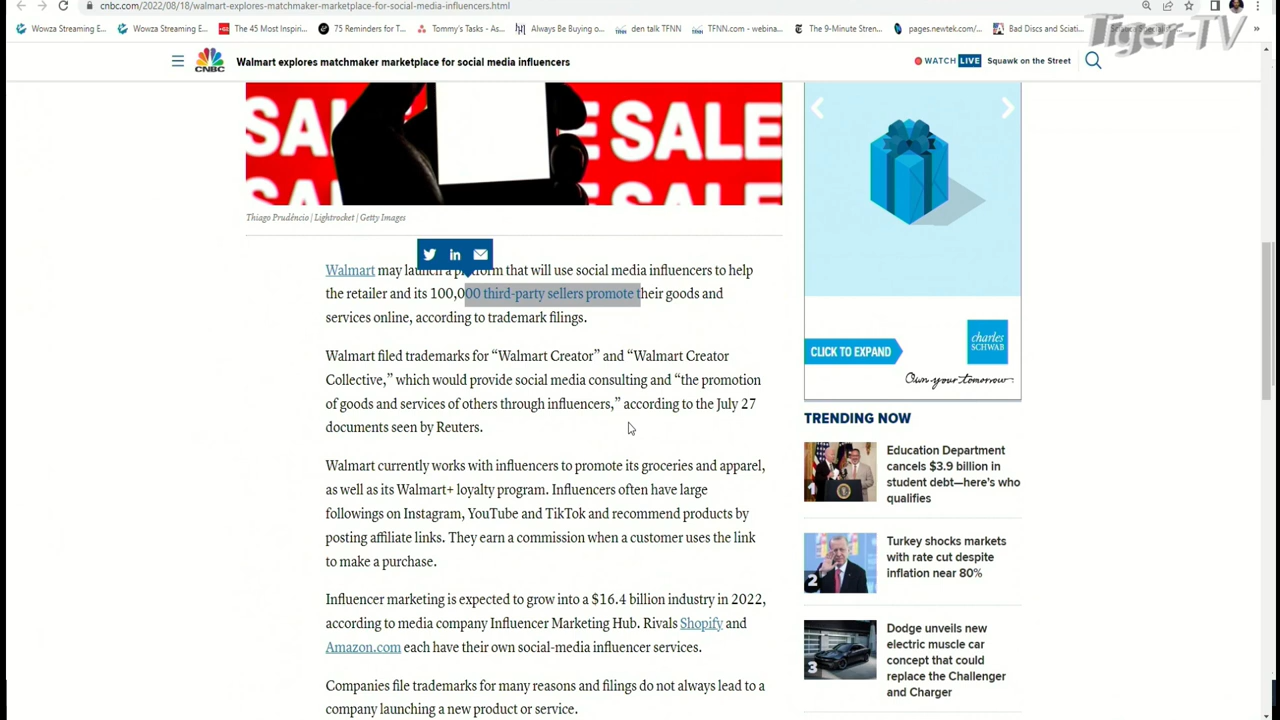 cnbc.com/2022/08/18/walmart-explores-matchmaker-marketplace-for-social-media-influencers.html
Wowza Streaming E...
Wowza Streaming E...
The 45 Most Inspiri...
75 Reminders for T...
Tommy's Tasks - As...
Always Be Buying o...
den talk TFNN
TFNN.com - webina...
The 9-Minute Stren...
pages.newtek.com/...
Bad Discs and Sciati...
Tiger-TV
CNBC
Walmart explores matchmaker marketplace for social media influencers
WATCH LIVE
Squawk on the Street
SALE SALE
Thiago Prudêncio | Lightrocket | Getty Images
Walmart may launch a platform that will use social media influencers to help
the retailer and its 100,000 third-party sellers promote their goods and
services online, according to trademark filings.
Walmart filed trademarks for “Walmart Creator” and “Walmart Creator
Collective,” which would provide social media consulting and “the promotion
of goods and services of others through influencers,” according to the July 27
documents seen by Reuters.
Walmart currently works with influencers to promote its groceries and apparel,
as well as its Walmart+ loyalty program. Influencers often have large
followings on Instagram, YouTube and TikTok and recommend products by
posting affiliate links. They earn a commission when a customer uses the link
to make a purchase.
Influencer marketing is expected to grow into a $16.4 billion industry in 2022,
according to media company Influencer Marketing Hub. Rivals Shopify and
Amazon.com each have their own social-media influencer services.
Companies file trademarks for many reasons and filings do not always lead to a
company launching a new product or service.
CLICK TO EXPAND
charles
SCHWAB
Own your tomorrow
TRENDING NOW
1
Education Department
cancels $3.9 billion in
student debt—here's who
qualifies
2
Turkey shocks markets
with rate cut despite
inflation near 80%
3
Dodge unveils new
electric muscle car
concept that could
replace the Challenger
and Charger